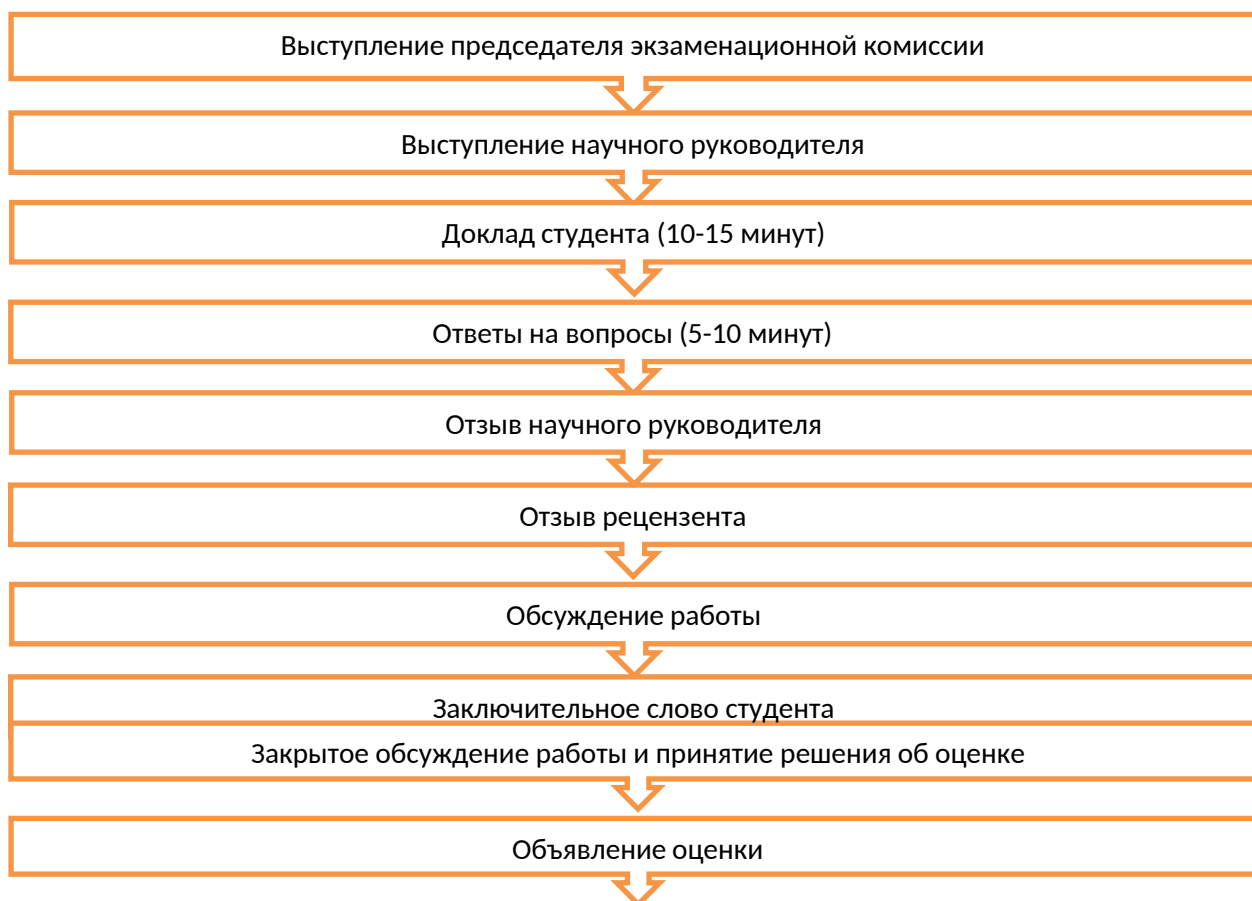 Выступление председателя экзаменационной комиссии
Выступление научного руководителя
Доклад студента (10-15 минут)
Ответы на вопросы (5-10 минут)
Отзыв научного руководителя
Отзыв рецензента
Обсуждение работы
Заключительное слово студента
Закрытое обсуждение работы и принятие решения об оценке
Объявление оценки